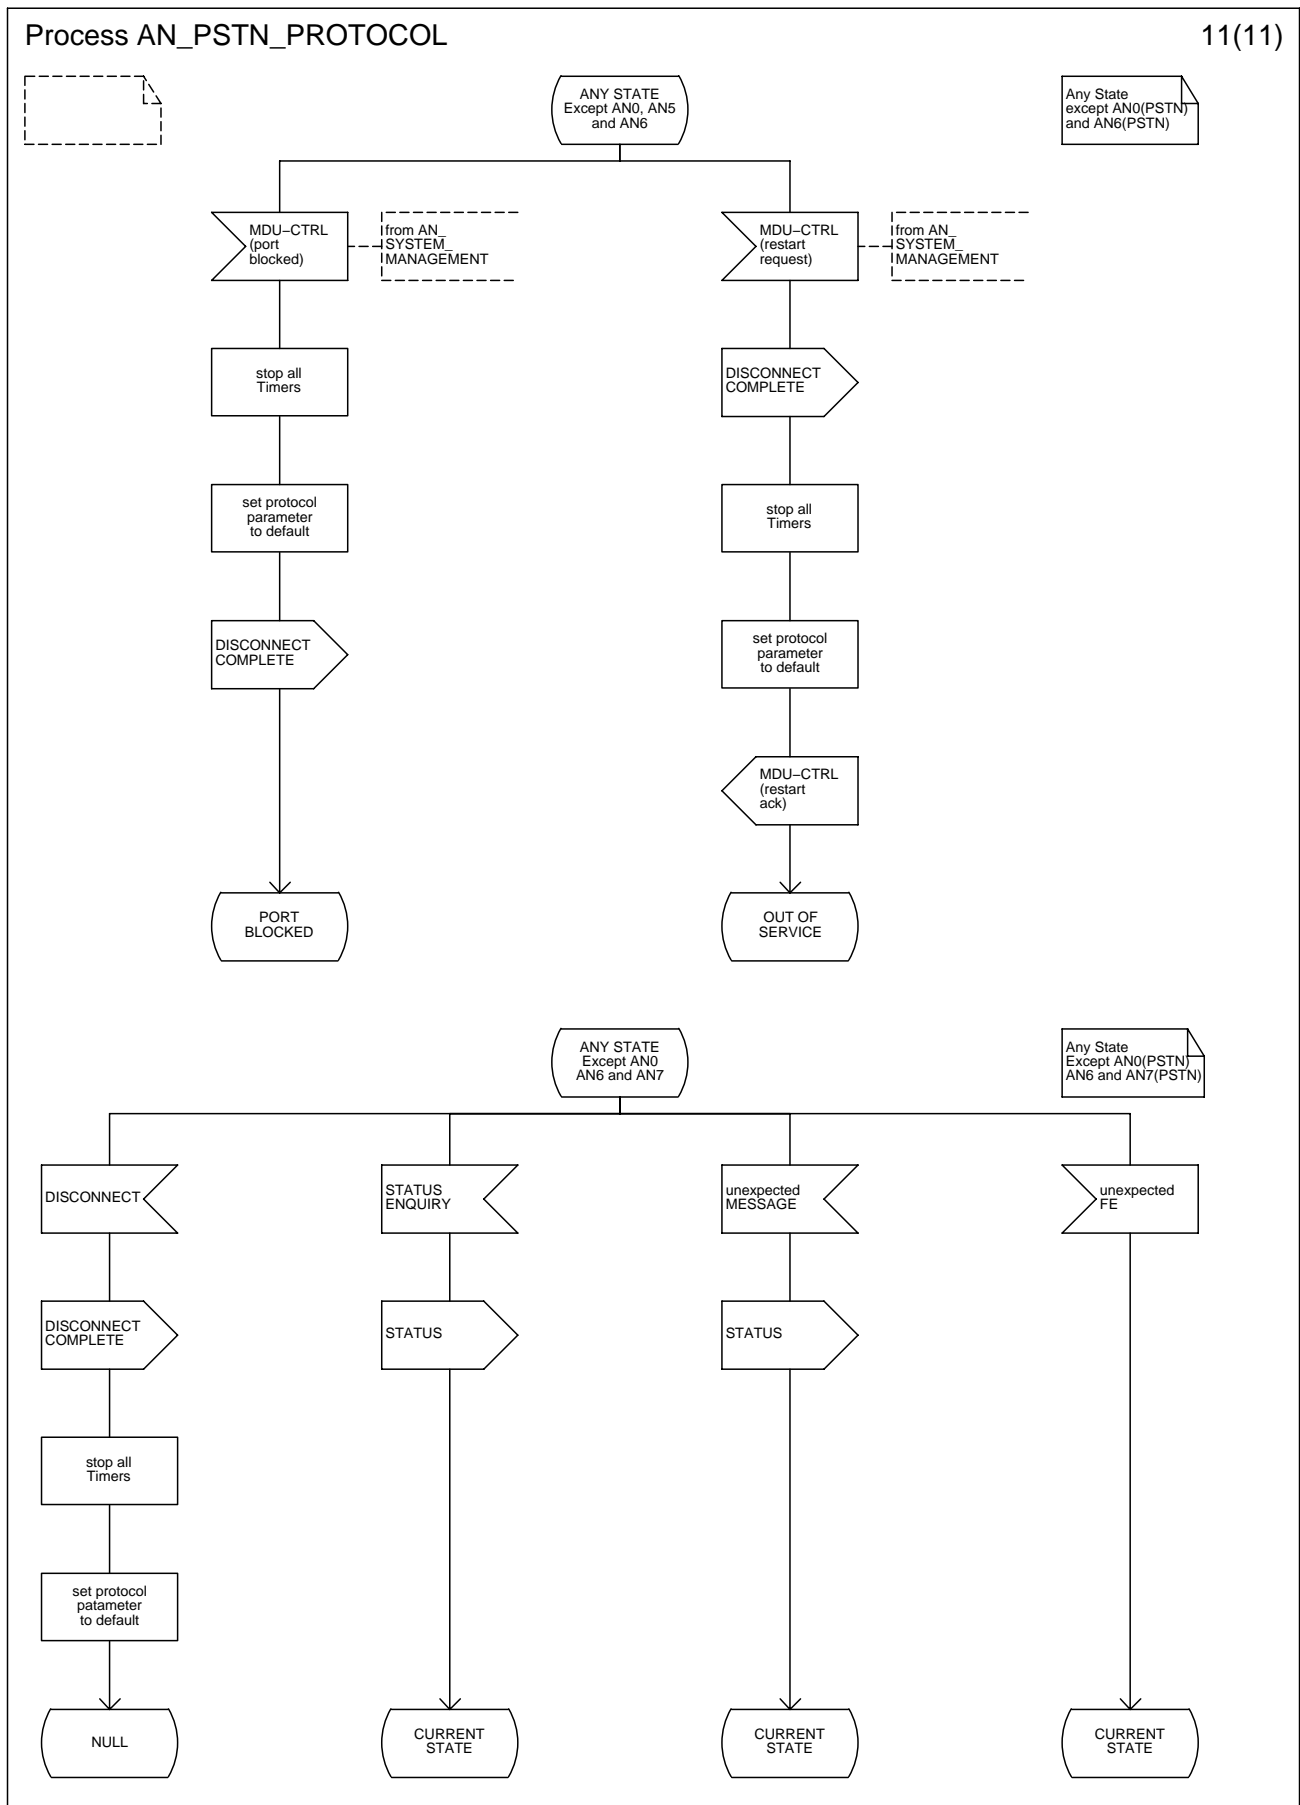 Process AN_PSTN_PROTOCOL
11(11)
ANY STATE
Except AN0, AN5
and AN6
Any State
except AN0(PSTN)
and AN6(PSTN)
MDU−CTRL
(port
blocked)
from AN_
SYSTEM_
MANAGEMENT
MDU−CTRL
(restart
request)
from AN_
SYSTEM_
MANAGEMENT
stop all
Timers
DISCONNECT
COMPLETE
set protocol
parameter
to default
stop all
Timers
DISCONNECT
COMPLETE
set protocol
parameter
to default
MDU−CTRL
(restart
ack)
PORT
BLOCKED
OUT OF
SERVICE
ANY STATE
Except AN0
AN6 and AN7
Any State
Except AN0(PSTN)
AN6 and AN7(PSTN)
DISCONNECT
STATUS
ENQUIRY
unexpected
MESSAGE
unexpected
FE
DISCONNECT
COMPLETE
STATUS
STATUS
stop all
Timers
set protocol
patameter
to default
NULL
CURRENT
STATE
CURRENT
STATE
CURRENT
STATE